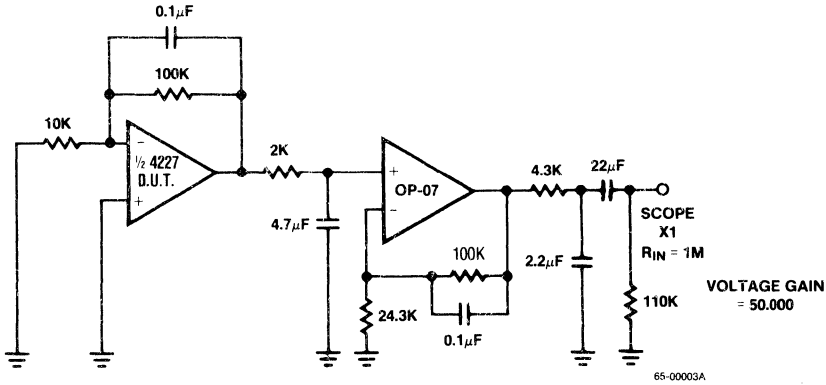 0.1μF
100K
10K
−
½ 4227
D.U.T.
+
2K
4.7μF
+
OP-07
−
100K
24.3K
0.1μF
4.3K
22μF
2.2μF
SCOPE
X1
RIN = 1M
110K
VOLTAGE GAIN
= 50.000
65-00003A